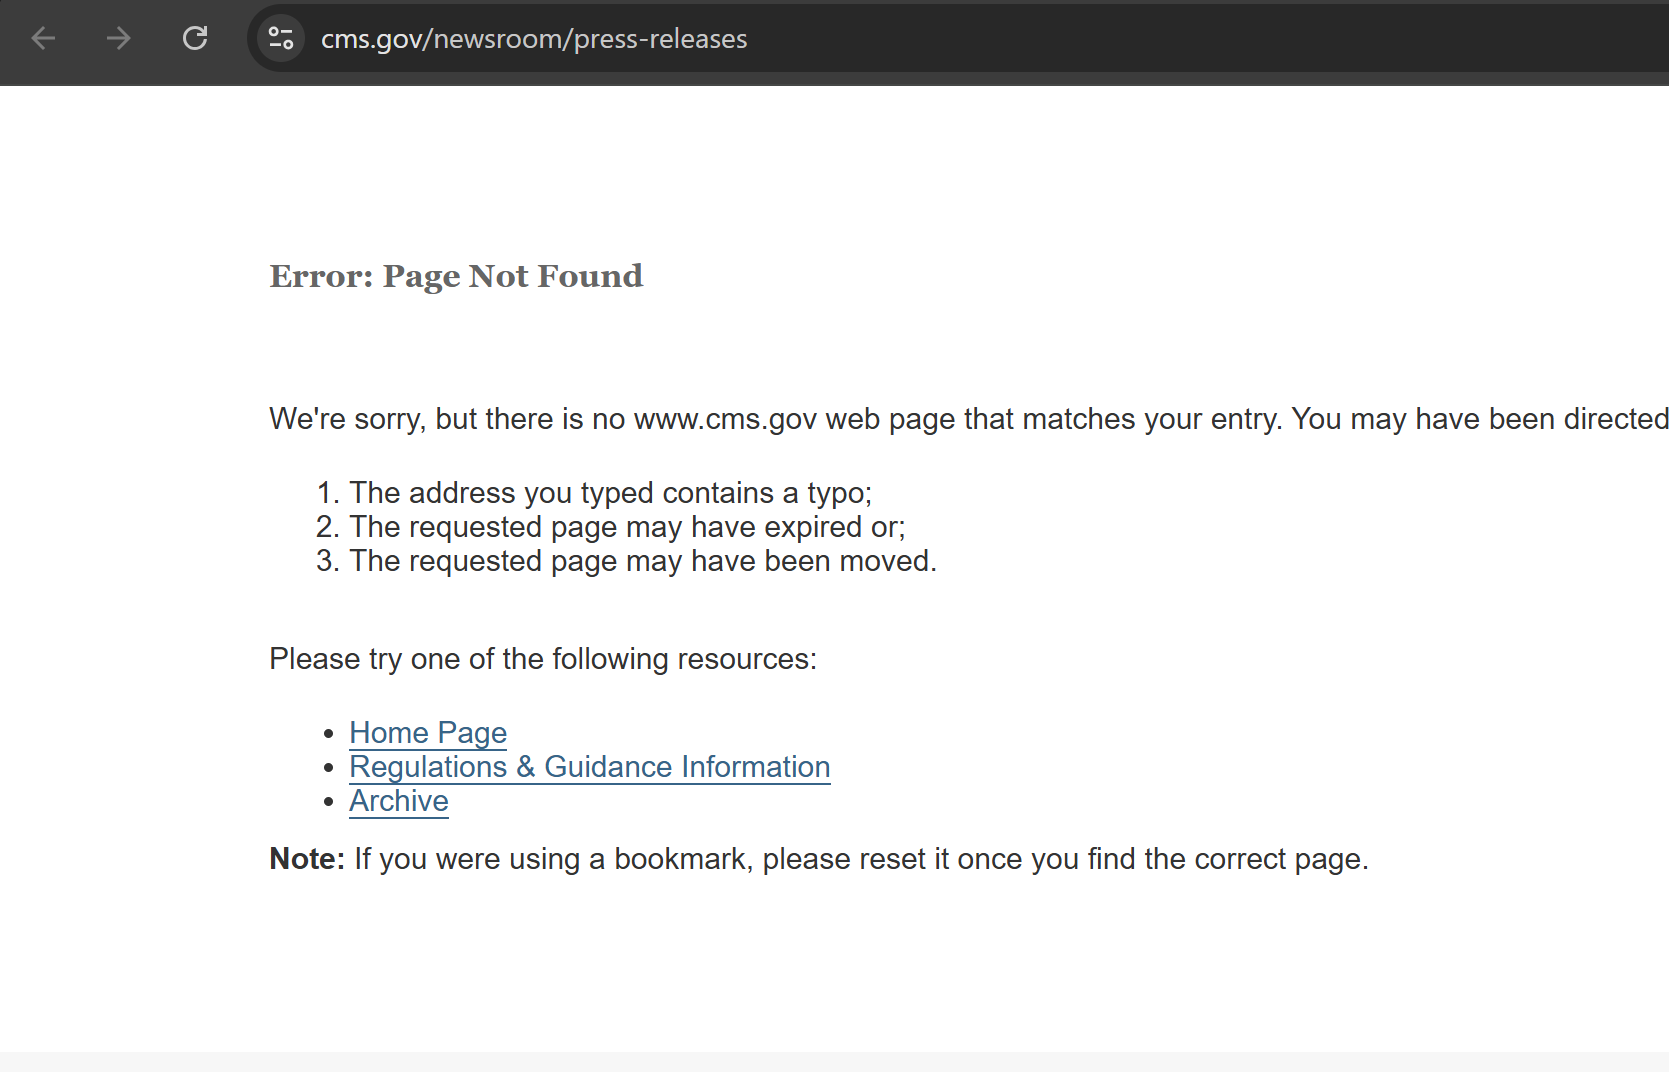 cms.gov/newsroom/press-releases
Error: Page Not Found
We're sorry, but there is no www.cms.gov web page that matches your entry. You may have been directed
1. The address you typed contains a typo;
2. The requested page may have expired or;
3. The requested page may have been moved.
Please try one of the following resources:
• Home Page
• Regulations & Guidance Information
• Archive
Note: If you were using a bookmark, please reset it once you find the correct page.